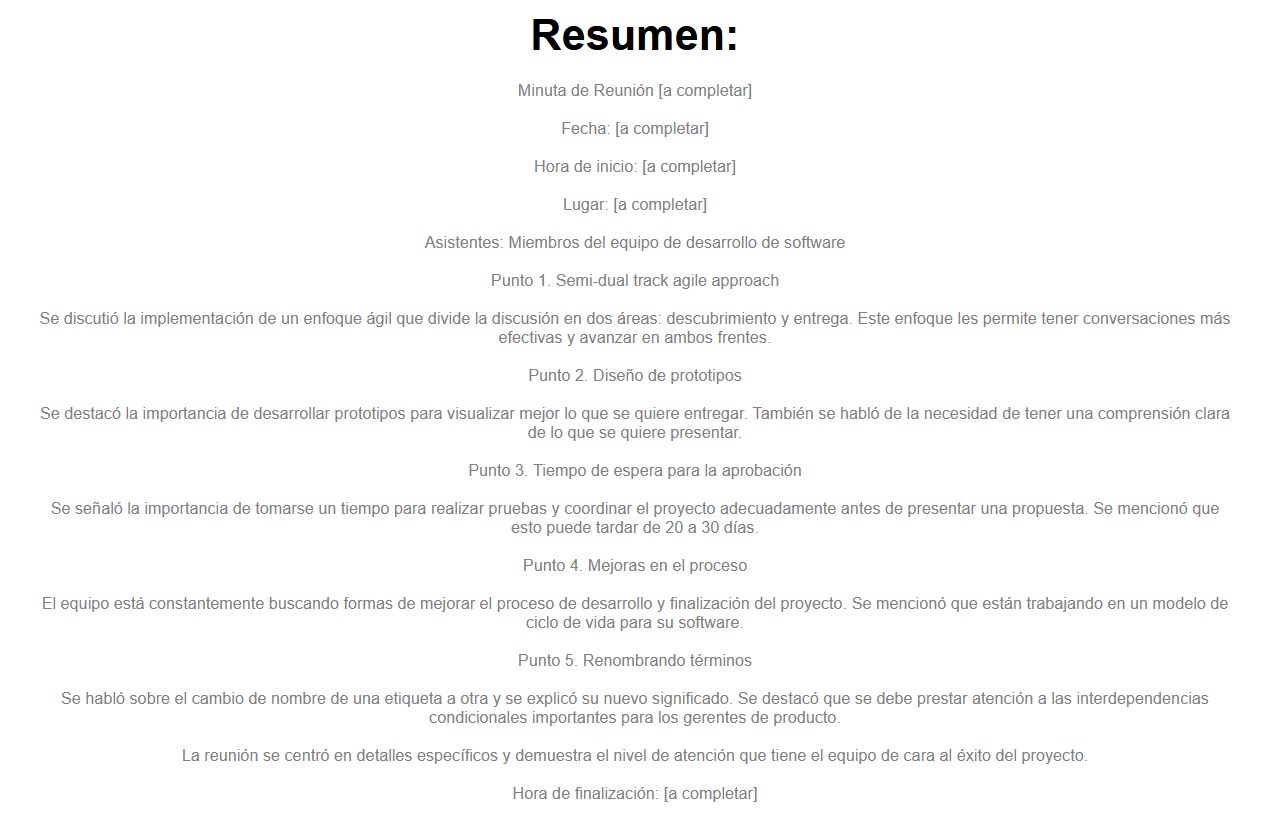 Resumen:
Minuta de Reunión [a completar]
Fecha: [a completar]
Hora de inicio: [a completar]
Lugar: [a completar]
Asistentes: Miembros del equipo de desarrollo de software
Punto 1. Semi-dual track agile approach
Se discutió la implementación de un enfoque ágil que divide la discusión en dos áreas: descubrimiento y entrega. Este enfoque les permite tener conversaciones más
efectivas y avanzar en ambos frentes.
Punto 2. Diseño de prototipos
Se destacó la importancia de desarrollar prototipos para visualizar mejor lo que se quiere entregar. También se habló de la necesidad de tener una comprensión clara
de lo que se quiere presentar.
Punto 3. Tiempo de espera para la aprobación
Se señaló la importancia de tomarse un tiempo para realizar pruebas y coordinar el proyecto adecuadamente antes de presentar una propuesta. Se mencionó que
esto puede tardar de 20 a 30 días.
Punto 4. Mejoras en el proceso
El equipo está constantemente buscando formas de mejorar el proceso de desarrollo y finalización del proyecto. Se mencionó que están trabajando en un modelo de
ciclo de vida para su software.
Punto 5. Renombrando términos
Se habló sobre el cambio de nombre de una etiqueta a otra y se explicó su nuevo significado. Se destacó que se debe prestar atención a las interdependencias
condicionales importantes para los gerentes de producto.
La reunión se centró en detalles específicos y demuestra el nivel de atención que tiene el equipo de cara al éxito del proyecto.
Hora de finalización: [a completar]